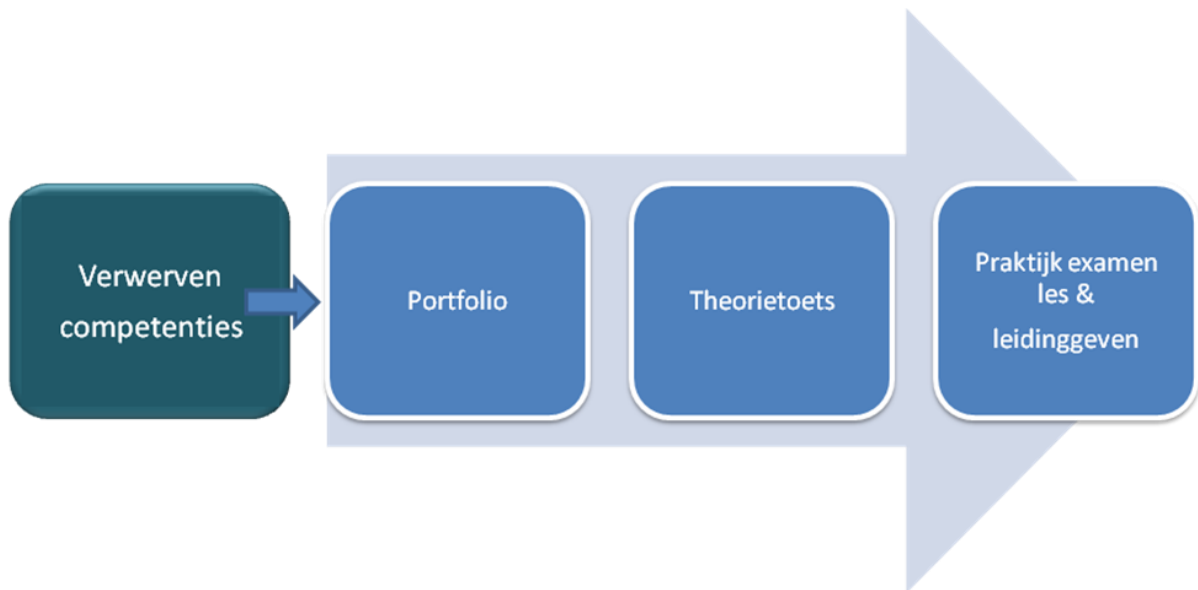 Verwerven
competenties
Portfolio
Theorietoets
Praktijk examen
les &
leidinggeven